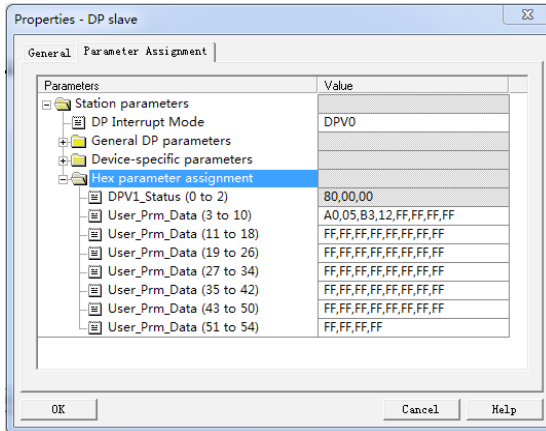 Properties - DP slave
General Parameter Assignment
Parameters Value
Station parameters
DP Interrupt Mode DPV0
General DP parameters
Device-specific parameters
Hex parameter assignment
DPV1_Status (0 to 2) 80,00,00
User_Prm_Data (3 to 10) A0,05,B3,12,FF,FF,FF,FF
User_Prm_Data (11 to 18) FF,FF,FF,FF,FF,FF,FF,FF
User_Prm_Data (19 to 26) FF,FF,FF,FF,FF,FF,FF,FF
User_Prm_Data (27 to 34) FF,FF,FF,FF,FF,FF,FF,FF
User_Prm_Data (35 to 42) FF,FF,FF,FF,FF,FF,FF,FF
User_Prm_Data (43 to 50) FF,FF,FF,FF,FF,FF,FF,FF
User_Prm_Data (51 to 54) FF,FF,FF,FF
OK Cancel Help